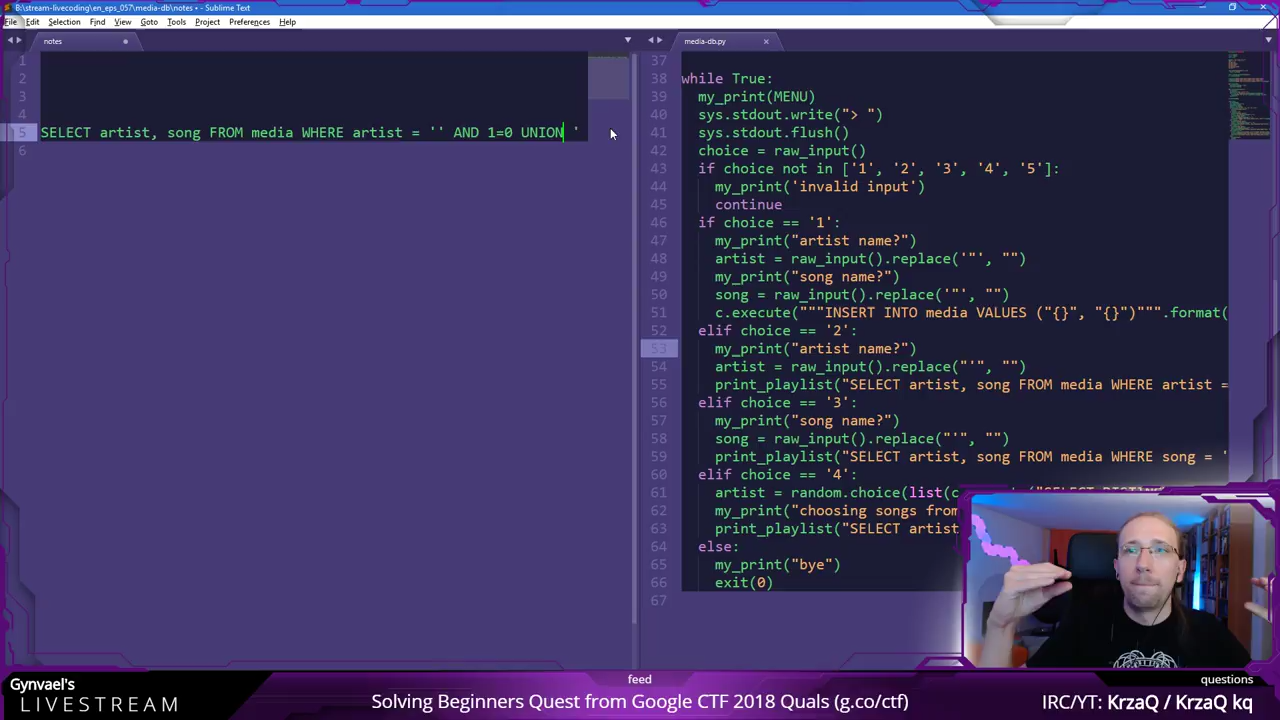 B:\stream-livecoding\en_eps_057\media-db\notes • - Sublime Text
File Edit Selection Find View Goto Tools Project Preferences Help
notes
media-db.py
1
2
3
4
5 SELECT artist, song FROM media WHERE artist = '' AND 1=0 UNION '
6
37
38 while True:
39 my_print(MENU)
40 sys.stdout.write("> ")
41 sys.stdout.flush()
42 choice = raw_input()
43 if choice not in ['1', '2', '3', '4', '5']:
44 my_print('invalid input')
45 continue
46 if choice == '1':
47 my_print("artist name?")
48 artist = raw_input().replace('"', "")
49 my_print("song name?")
50 song = raw_input().replace('"', "")
51 c.execute("""INSERT INTO media VALUES ("{}", "{}")""".format(
52 elif choice == '2':
53 my_print("artist name?")
54 artist = raw_input().replace("'", "")
55 print_playlist("SELECT artist, song FROM media WHERE artist =
56 elif choice == '3':
57 my_print("song name?")
58 song = raw_input().replace("'", "")
59 print_playlist("SELECT artist, song FROM media WHERE song = '
60 elif choice == '4':
61 artist = random.choice(list(c
62 my_print("choosing songs from
63 print_playlist("SELECT artist
64 else:
65 my_print("bye")
66 exit(0)
67
Gynvael's
LIVESTREAM
feed
Solving Beginners Quest from Google CTF 2018 Quals (g.co/ctf)
questions
IRC/YT: KrzaQ / KrzaQ kq